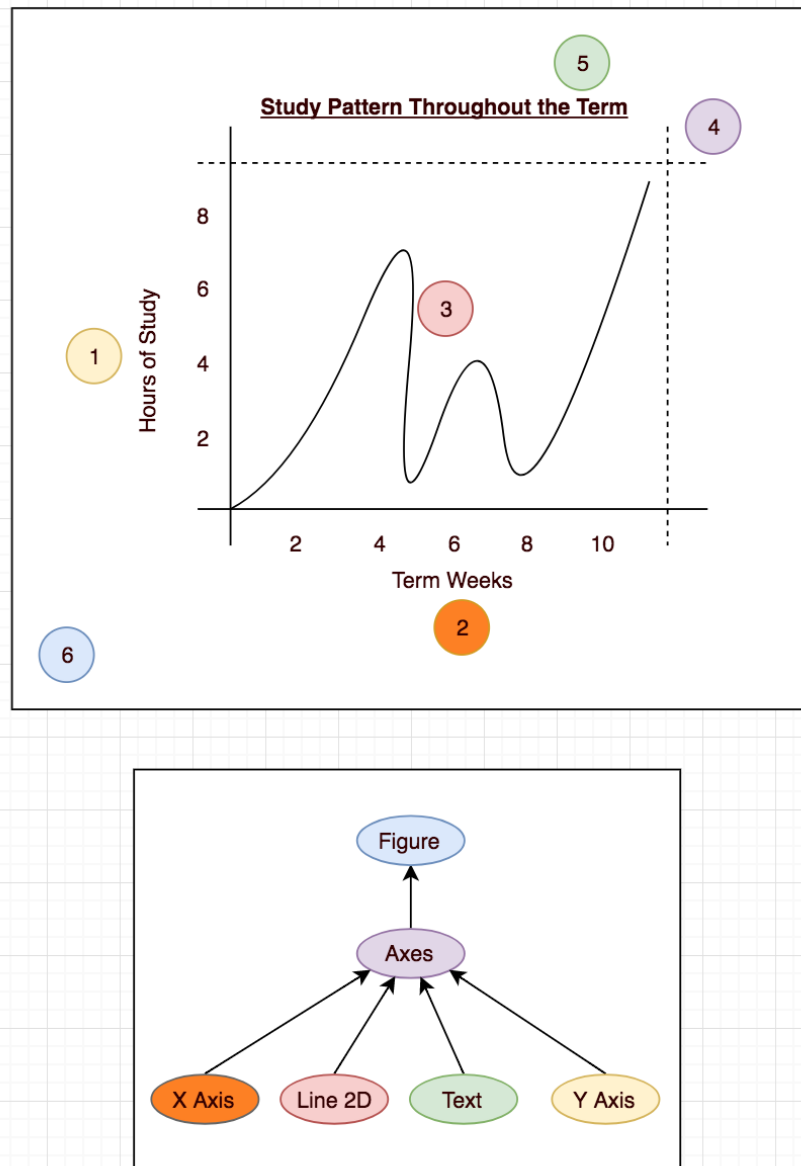 5
Study Pattern Throughout the Term
4
8
6
3
4
1
Hours of Study
2
2 4 6 8 10
Term Weeks
2
6
Figure
Axes
X Axis Line 2D Text Y Axis